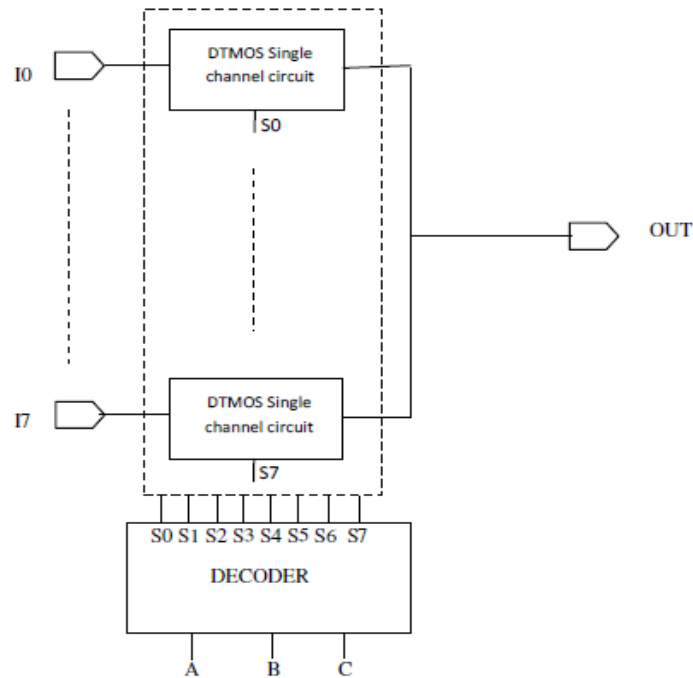 DTMOS Single
channel circuit
I0
S0
OUT
DTMOS Single
channel circuit
I7
S7
S0 S1 S2 S3 S4 S5 S6 S7
DECODER
A B C